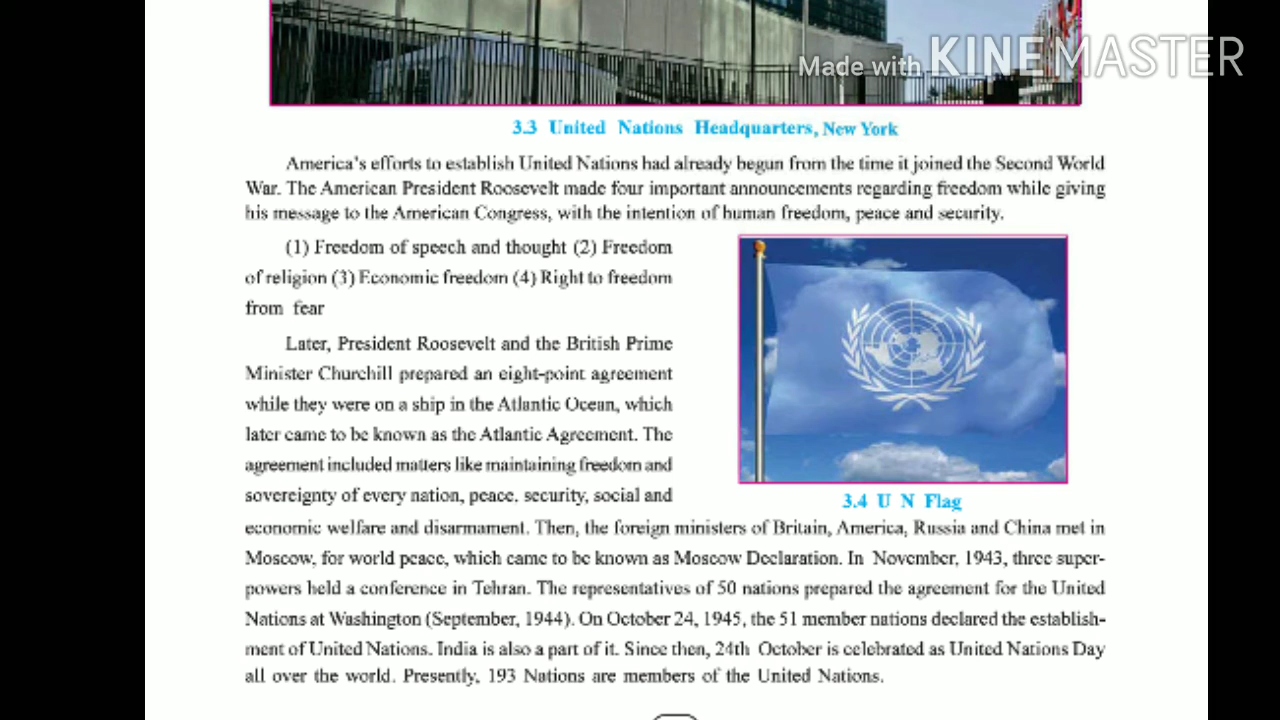 Made with KINEMASTER
3.3 United Nations Headquarters, New York
America's efforts to establish United Nations had already begun from the time it joined the Second World
War. The American President Roosevelt made four important announcements regarding freedom while giving
his message to the American Congress, with the intention of human freedom, peace and security.
(1) Freedom of speech and thought (2) Freedom
of religion (3) Economic freedom (4) Right to freedom
from fear
Later, President Roosevelt and the British Prime
Minister Churchill prepared an eight-point agreement
while they were on a ship in the Atlantic Ocean, which
later came to be known as the Atlantic Agreement. The
agreement included matters like maintaining freedom and
sovereignty of every nation, peace. security, social and
3.4 U N Flag
economic welfare and disarmament. Then, the foreign ministers of Britain, America, Russia and China met in
Moscow, for world peace, which came to be known as Moscow Declaration. In November, 1943, three super-
powers held a conference in Tehran. The representatives of 50 nations prepared the agreement for the United
Nations at Washington (September, 1944). On October 24, 1945, the 51 member nations declared the establish-
ment of United Nations. India is also a part of it. Since then, 24th October is celebrated as United Nations Day
all over the world. Presently, 193 Nations are members of the United Nations.